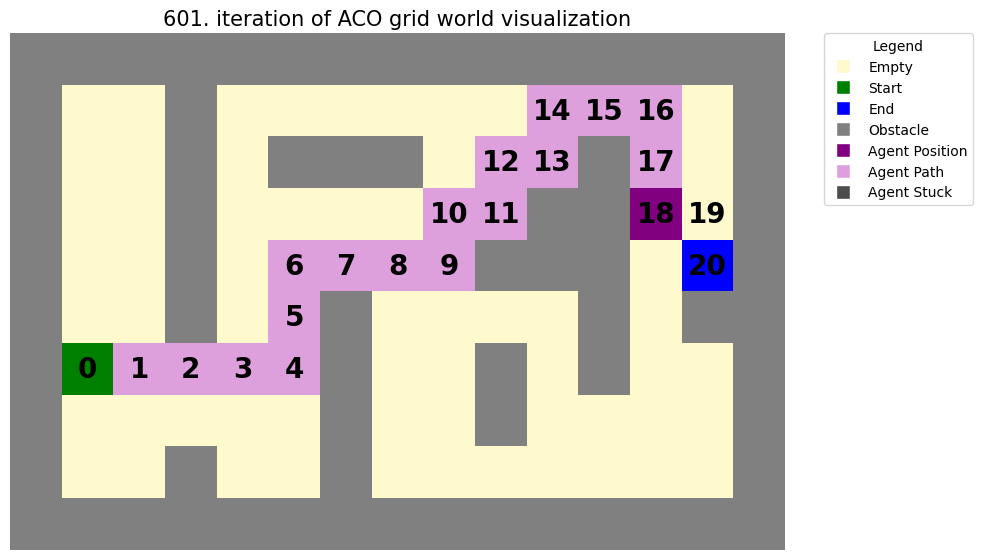 601. iteration of ACO grid world visualization
Legend
Empty
Start
End
Obstacle
Agent Position
Agent Path
Agent Stuck
14 15 16
12 13 17
10 11 18 19
6 7 8 9 20
5
0 1 2 3 4